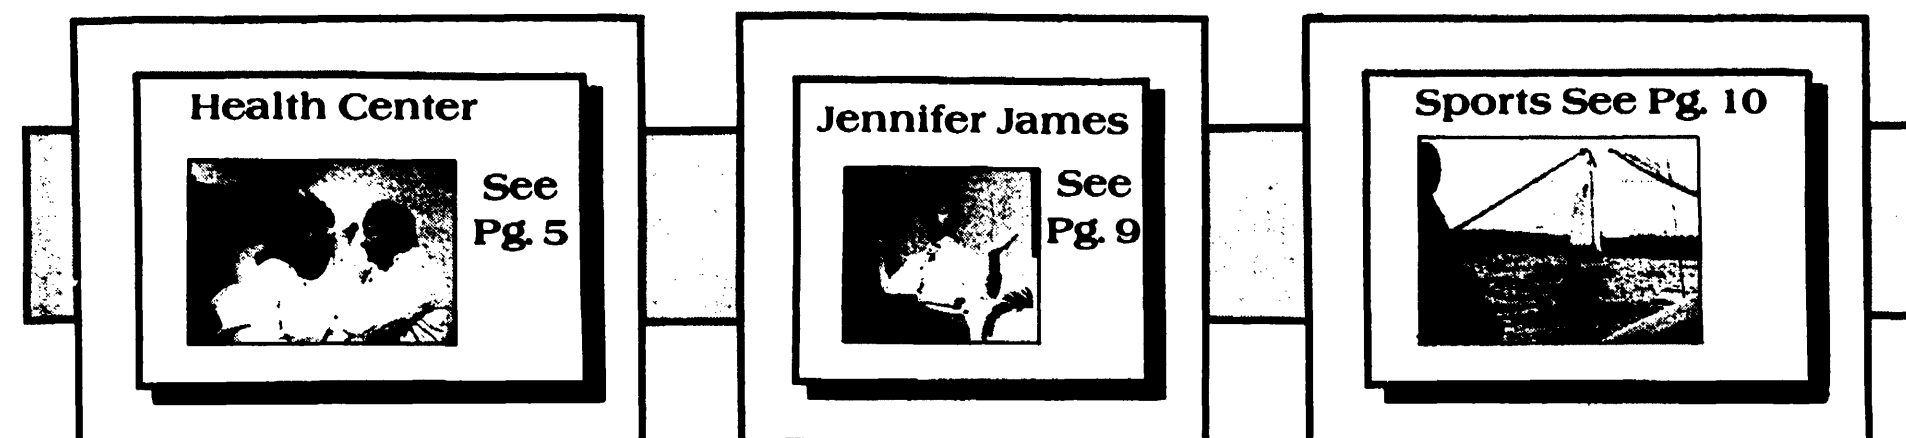 Health Center
See
Pg. 5
Jennifer James
See
Pg. 9
Sports See Pg. 10